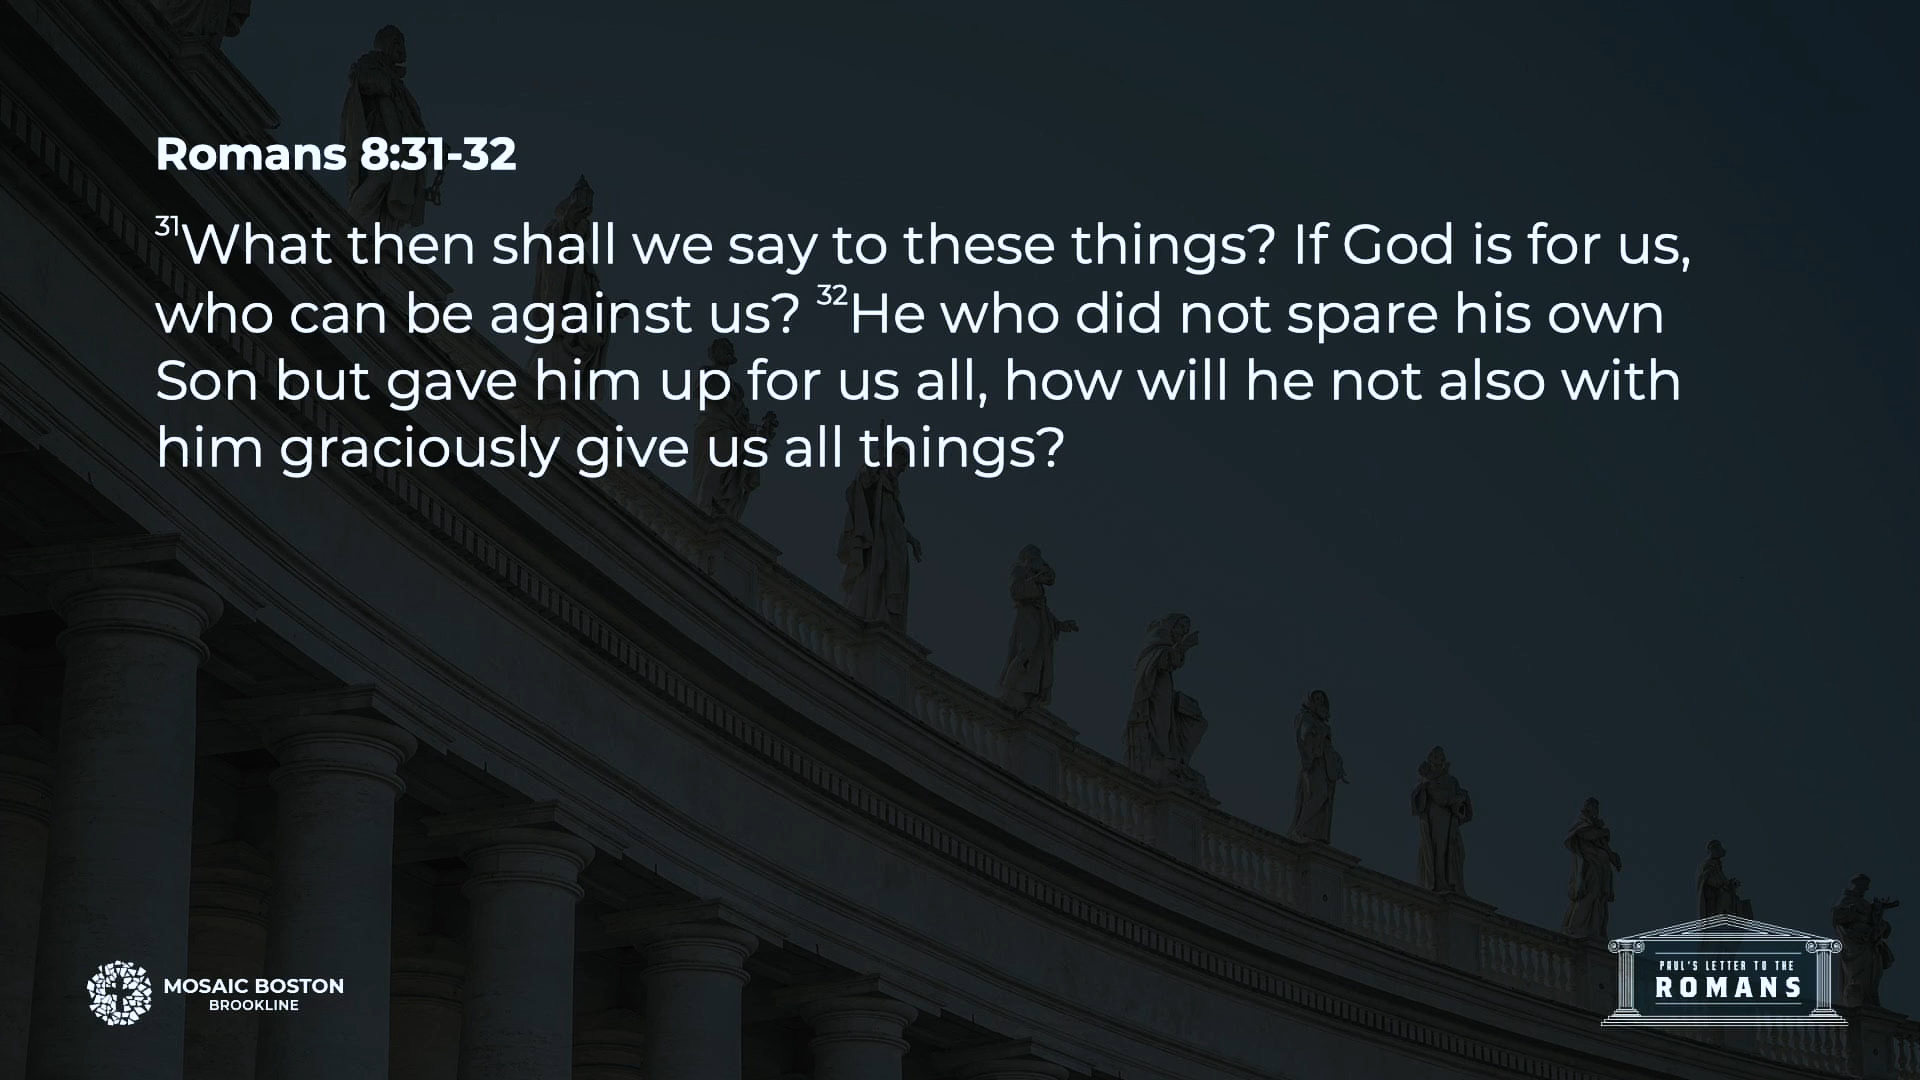 Romans 8:31-32
31What then shall we say to these things? If God is for us,
who can be against us? 32He who did not spare his own
Son but gave him up for us all, how will he not also with
him graciously give us all things?
MOSAIC BOSTON
BROOKLINE
PAUL'S LETTER TO THE
ROMANS